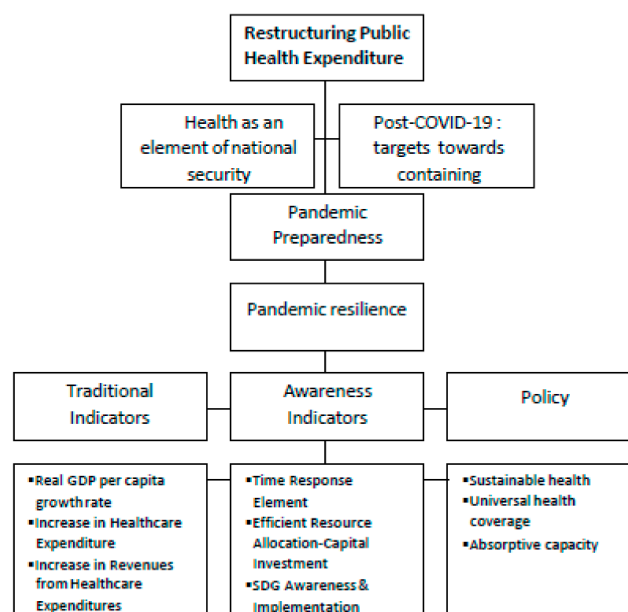 Restructuring Public
Health Expenditure
Health as an
element of national
security
Post-COVID-19 :
targets towards
containing
Pandemic
Preparedness
Pandemic resilience
Traditional
Indicators
Awareness
Indicators
Policy
▪Real GDP per capita
growth rate
▪Increase in Healthcare
Expenditure
▪Increase in Revenues
from Healthcare
Expenditures
▪Time Response
Element
▪Efficient Resource
Allocation-Capital
Investment
▪SDG Awareness &
Implementation
▪Sustainable health
▪Universal health
coverage
▪Absorptive capacity